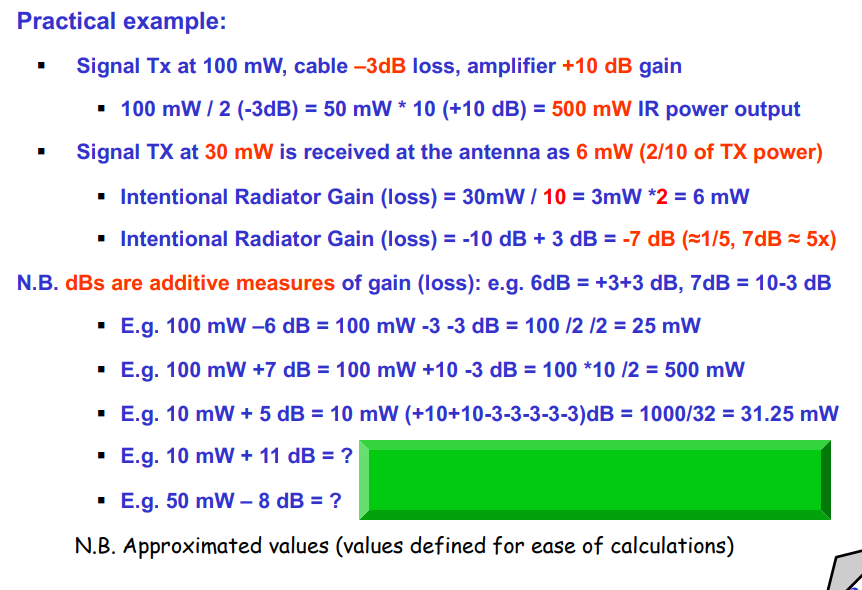 Practical example:
▪ Signal Tx at 100 mW, cable –3dB loss, amplifier +10 dB gain
▪ 100 mW / 2 (-3dB) = 50 mW * 10 (+10 dB) = 500 mW IR power output
▪ Signal TX at 30 mW is received at the antenna as 6 mW (2/10 of TX power)
▪ Intentional Radiator Gain (loss) = 30mW / 10 = 3mW *2 = 6 mW
▪ Intentional Radiator Gain (loss) = -10 dB + 3 dB = -7 dB (≈1/5, 7dB ≈ 5x)
N.B. dBs are additive measures of gain (loss): e.g. 6dB = +3+3 dB, 7dB = 10-3 dB
▪ E.g. 100 mW –6 dB = 100 mW -3 -3 dB = 100 /2 /2 = 25 mW
▪ E.g. 100 mW +7 dB = 100 mW +10 -3 dB = 100 *10 /2 = 500 mW
▪ E.g. 10 mW + 5 dB = 10 mW (+10+10-3-3-3-3-3)dB = 1000/32 = 31.25 mW
▪ E.g. 10 mW + 11 dB = ?
▪ E.g. 50 mW – 8 dB = ?
N.B. Approximated values (values defined for ease of calculations)